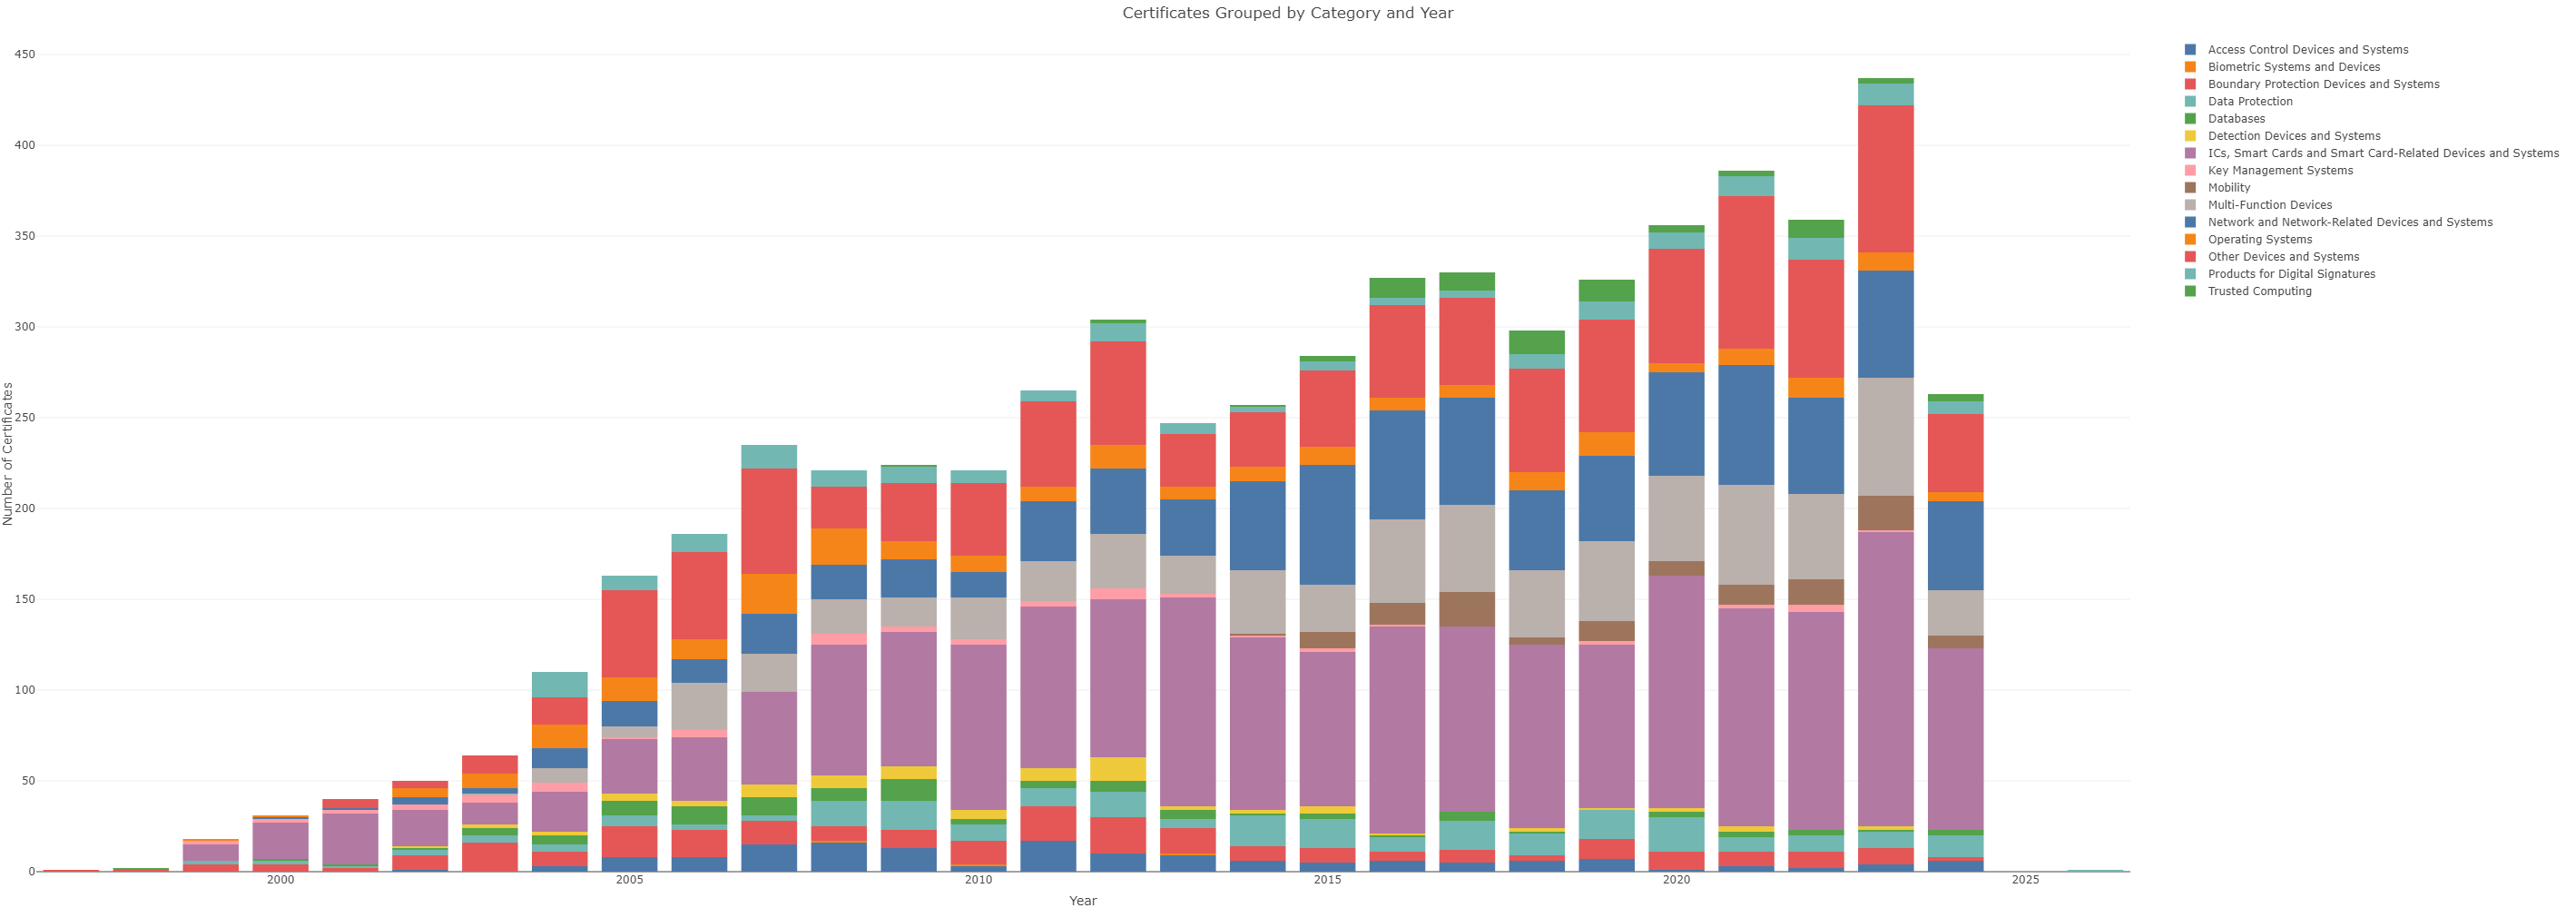 Certificates Grouped by Category and Year
450
400
350
300
250
200
150
100
50
0
Number of Certificates
2000
2005
2010
2015
2020
2025
Year
Access Control Devices and Systems
Biometric Systems and Devices
Boundary Protection Devices and Systems
Data Protection
Databases
Detection Devices and Systems
ICs, Smart Cards and Smart Card-Related Devices and Systems
Key Management Systems
Mobility
Multi-Function Devices
Network and Network-Related Devices and Systems
Operating Systems
Other Devices and Systems
Products for Digital Signatures
Trusted Computing